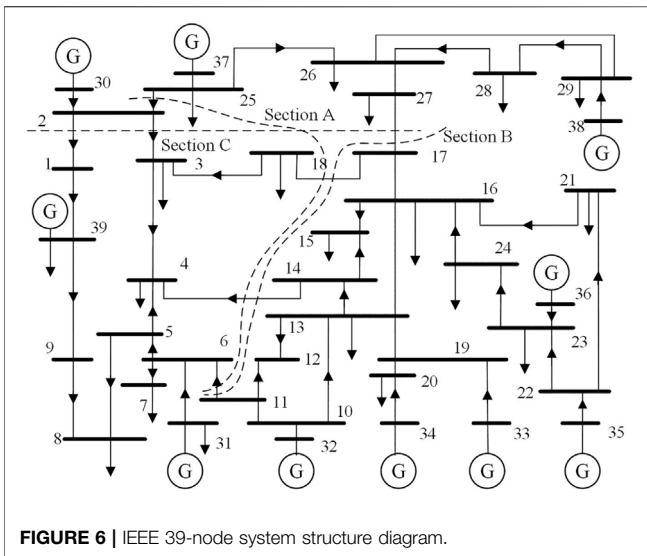 G
G
30
37
26
25
2
27
28
29
38
Section A
Section B
Section C
G
1
3
18
17
21
G
39
16
15
24
G
36
4
14
5
6
13
23
9
12
19
20
22
7
11
10
8
31
32
34
33
35
G
G
G
G
G
FIGURE 6 | IEEE 39-node system structure diagram.